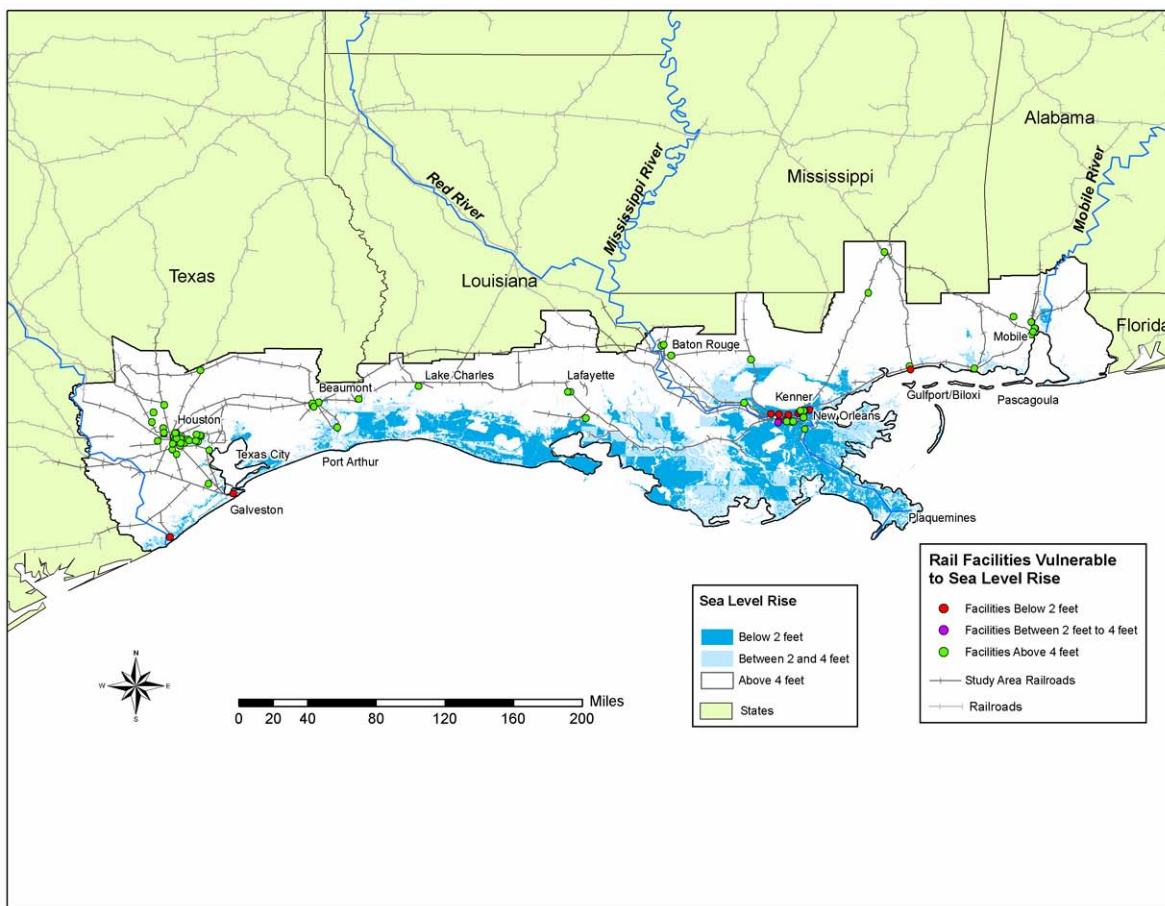 Alabama
Mississippi
Mobile River
Mississippi River
Red River
Texas
Louisiana
Florida
Mobile
Baton Rouge
Lake Charles
Lafayette
Beaumont
Kenner
Gulfport/Biloxi
Pascagoula
Houston
New Orleans
Texas City
Port Arthur
Galveston
Plaquemines
Rail Facilities Vulnerable
to Sea Level Rise
Facilities Below 2 feet
Facilities Between 2 feet to 4 feet
Facilities Above 4 feet
Study Area Railroads
Railroads
Sea Level Rise
Below 2 feet
Between 2 and 4 feet
Above 4 feet
States
N
W E
S
Miles
0 20 40 80 120 160 200